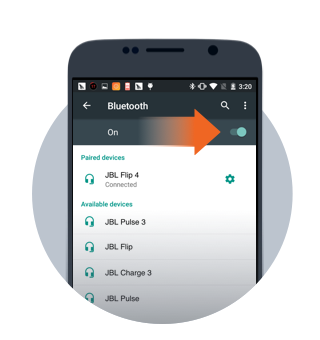 3:20
Bluetooth
On
Paired devices
JBL Flip 4
Connected
Available devices
JBL Pulse 3
JBL Flip
JBL Charge 3
JBL Pulse